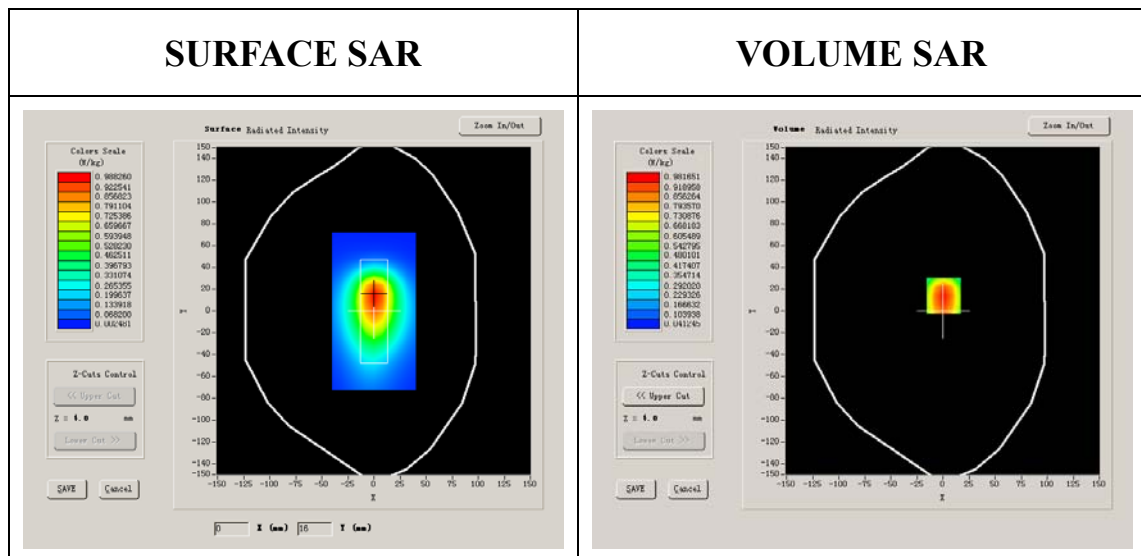 SURFACE SAR
VOLUME SAR
Surface Radiated Intensity
Zoom In/Out
Colors Scale
(W/kg)
0.988260
0.922541
0.856823
0.791104
0.725386
0.659667
0.593948
0.528230
0.462511
0.396793
0.331074
0.265355
0.199637
0.133918
0.068200
0.002481
150
140
120
100
80
60
40
20
0
-20
-40
-60
-80
-100
-120
-140
-150
Y
-150 -125 -100 -75 -50 -25 0 25 50 75 100 125 150
X
Z-Cuts Control
<< Upper Cut
Z = 4.0 mm
Lower Cut >>
SAVE Cancel
0 X (mm) 16 Y (mm)
Volume Radiated Intensity
Zoom In/Out
Colors Scale
(W/kg)
0.981651
0.918958
0.856264
0.793570
0.730876
0.668183
0.605489
0.542795
0.480101
0.417407
0.354714
0.292020
0.229326
0.166632
0.103938
0.041245
150
140
120
100
80
60
40
20
0
-20
-40
-60
-80
-100
-120
-140
-150
Y
-150 -125 -100 -75 -50 -25 0 25 50 75 100 125 150
X
Z-Cuts Control
<< Upper Cut
Z = 4.0 mm
Lower Cut >>
SAVE Cancel